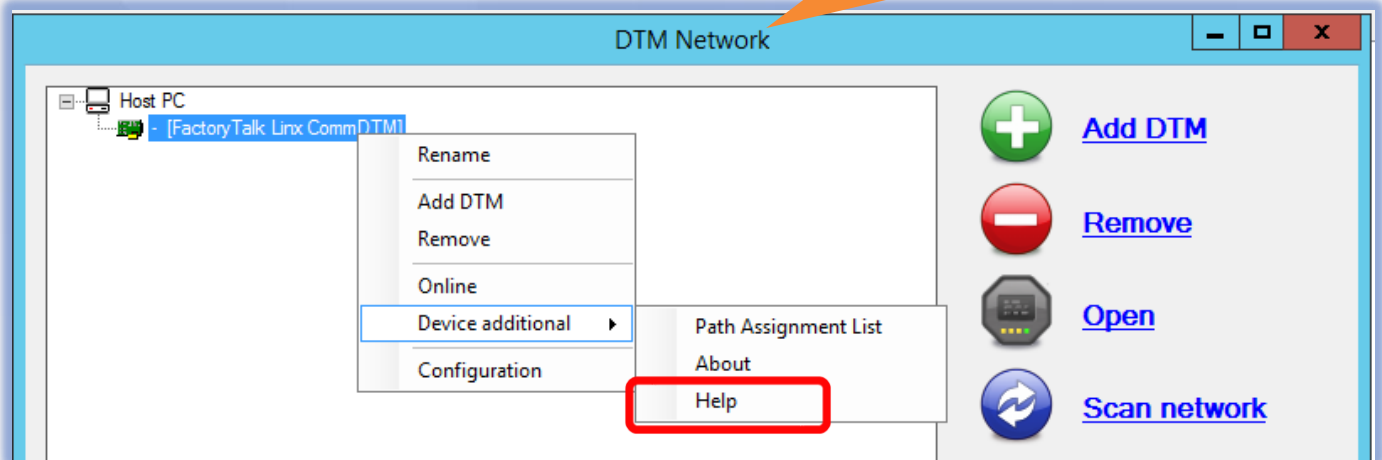 DTM Network
Host PC
- [FactoryTalk Linx CommDTM]
Rename
Add DTM
Remove
Online
Device additional
Configuration
Path Assignment List
About
Help
Add DTM
Remove
Open
Scan network